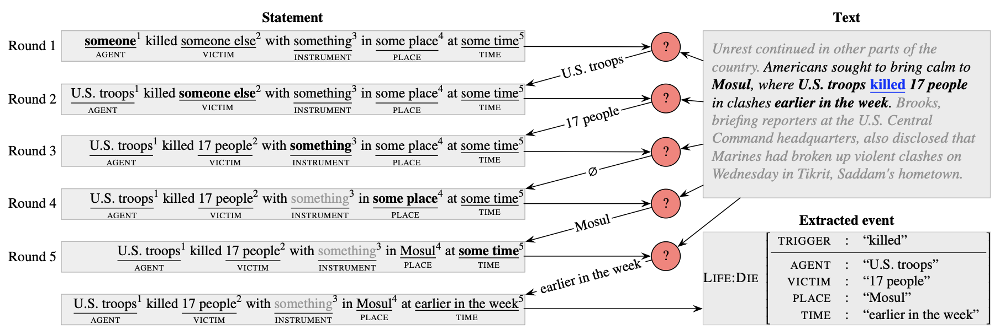 Statement
Round 1
someone¹ killed someone else² with something³ in some place⁴ at some time⁵
AGENT VICTIM INSTRUMENT PLACE TIME
?
U.S. troops
Round 2
U.S. troops¹ killed someone else² with something³ in some place⁴ at some time⁵
AGENT VICTIM INSTRUMENT PLACE TIME
?
17 people
Round 3
U.S. troops¹ killed 17 people² with something³ in some place⁴ at some time⁵
AGENT VICTIM INSTRUMENT PLACE TIME
?
∅
Round 4
U.S. troops¹ killed 17 people² with something³ in some place⁴ at some time⁵
AGENT VICTIM INSTRUMENT PLACE TIME
?
Mosul
Round 5
U.S. troops¹ killed 17 people² with something³ in Mosul⁴ at some time⁵
AGENT VICTIM INSTRUMENT PLACE TIME
?
earlier in the week
U.S. troops¹ killed 17 people² with something³ in Mosul⁴ at earlier in the week⁵
AGENT VICTIM INSTRUMENT PLACE TIME
Text
Unrest continued in other parts of the
country. Americans sought to bring calm to
Mosul, where U.S. troops killed 17 people
in clashes earlier in the week. Brooks,
briefing reporters at the U.S. Central
Command headquarters, also disclosed that
Marines had broken up violent clashes on
Wednesday in Tikrit, Saddam's hometown.
Extracted event
LIFE:DIE
TRIGGER : “killed”
AGENT : “U.S. troops”
VICTIM : “17 people”
PLACE : “Mosul”
TIME : “earlier in the week”